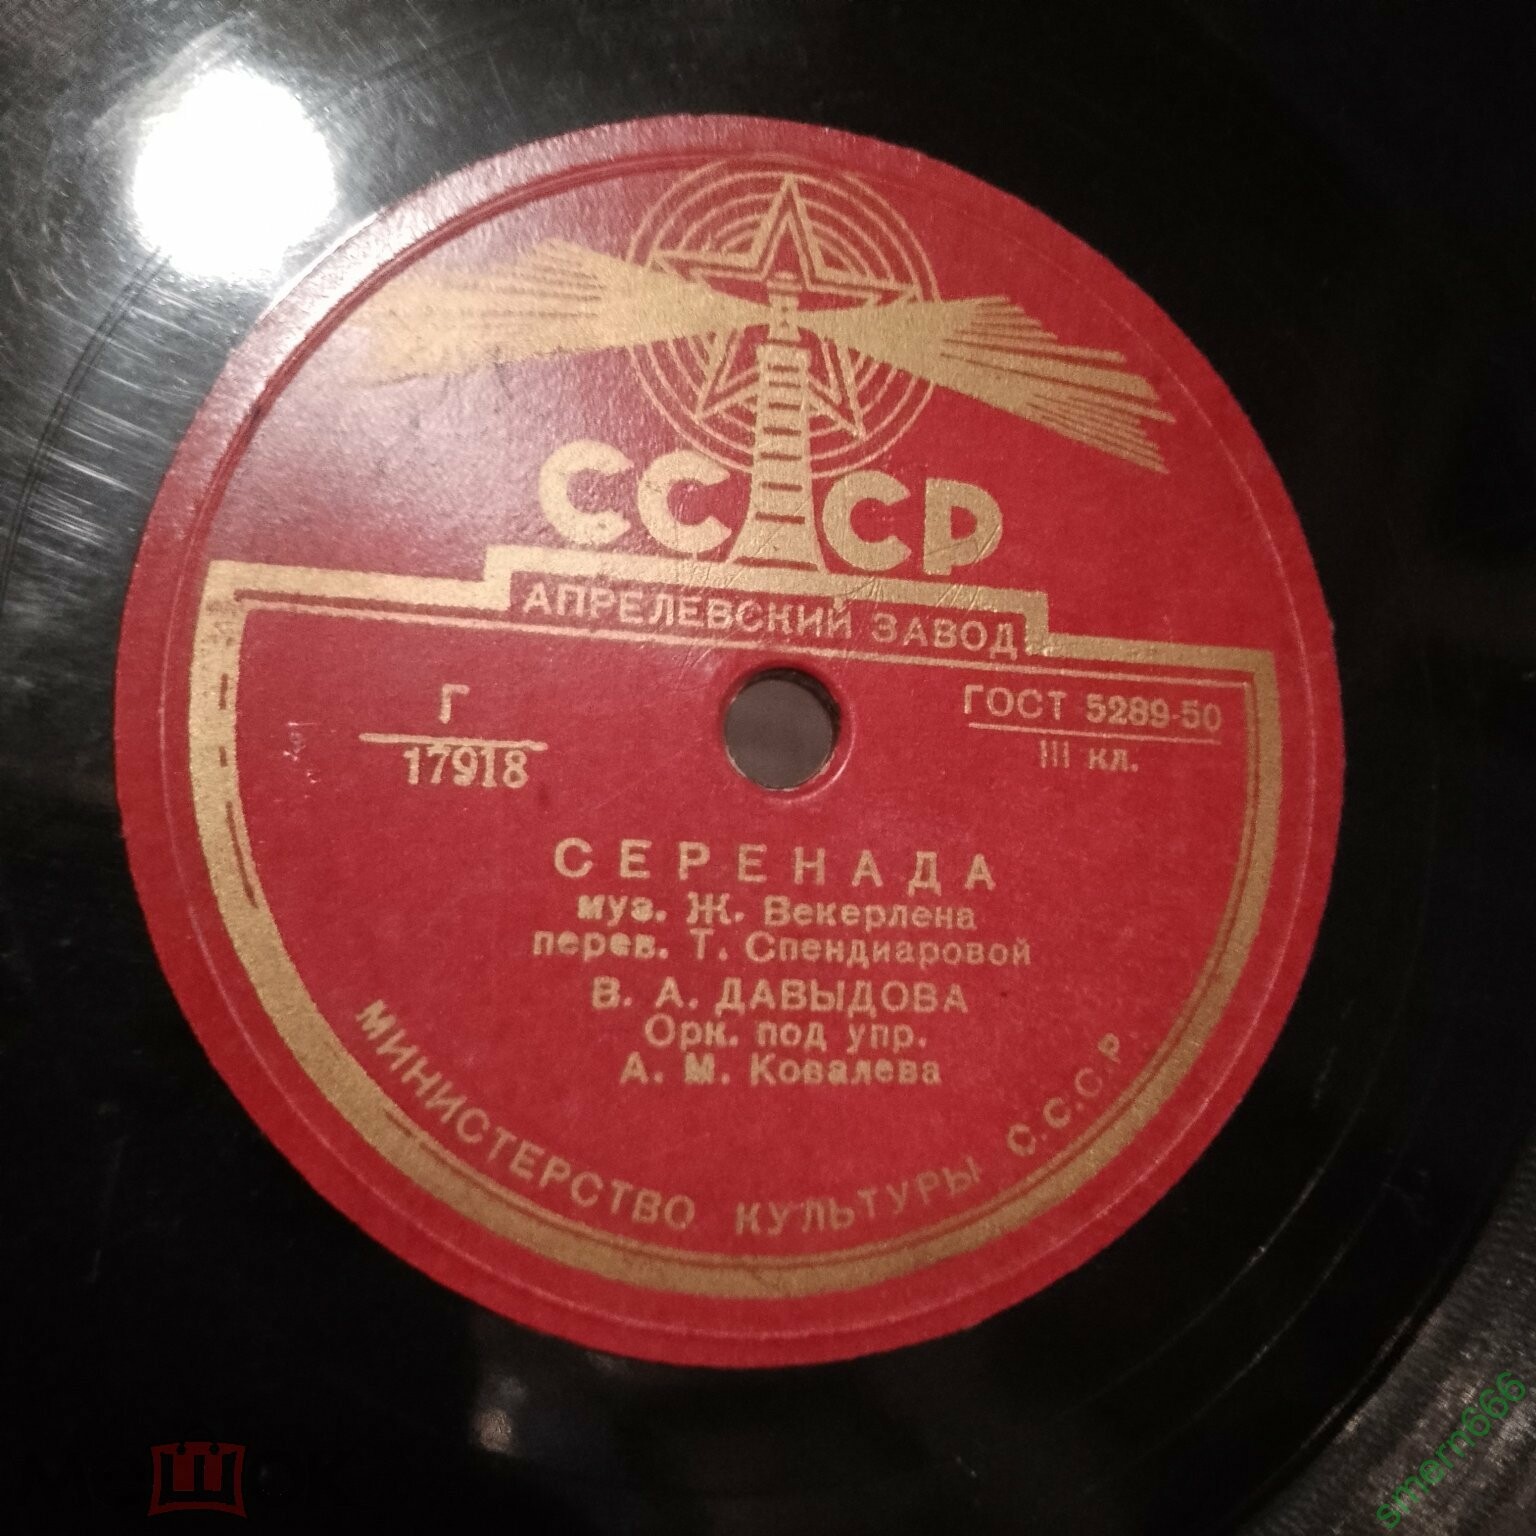 СССР
АПРЕЛЕВСКИЙ ЗАВОД
Г
17918
ГОСТ 5289-50
III кл.
СЕРЕНАДА
муз. Ж. Векерлена
перев. Т. Спендиаровой
В. А. ДАВЫДОВА
Орк. под упр.
А. М. Ковалева
МИНИСТЕРСТВО КУЛЬТУРЫ С.С.С.Р.
smern666